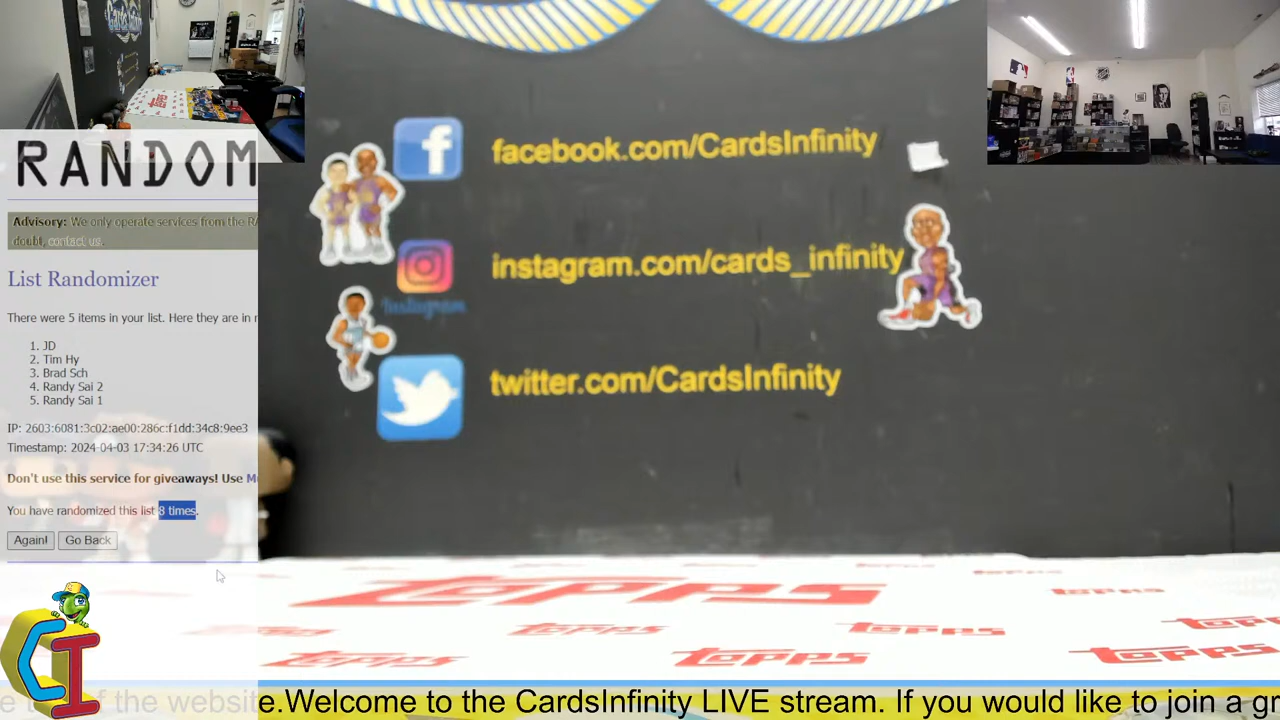 RANDOM
Advisory: We only operate services from the RA
doubt, contact us.
List Randomizer
There were 5 items in your list. Here they are in r
1. JD
2. Tim Hy
3. Brad Sch
4. Randy Sai 2
5. Randy Sai 1
IP: 2603:6081:3c02:ae00:286c:f1dd:34c8:9ee3
Timestamp: 2024-04-03 17:34:26 UTC
Don't use this service for giveaways! Use M
You have randomized this list 8 times.
Again! Go Back
facebook.com/CardsInfinity
instagram.com/cards_infinity
Instagram
twitter.com/CardsInfinity
topps
topps topps topps
topps topps topps
CI
of the website.Welcome to the CardsInfinity LIVE stream. If you would like to join a gr